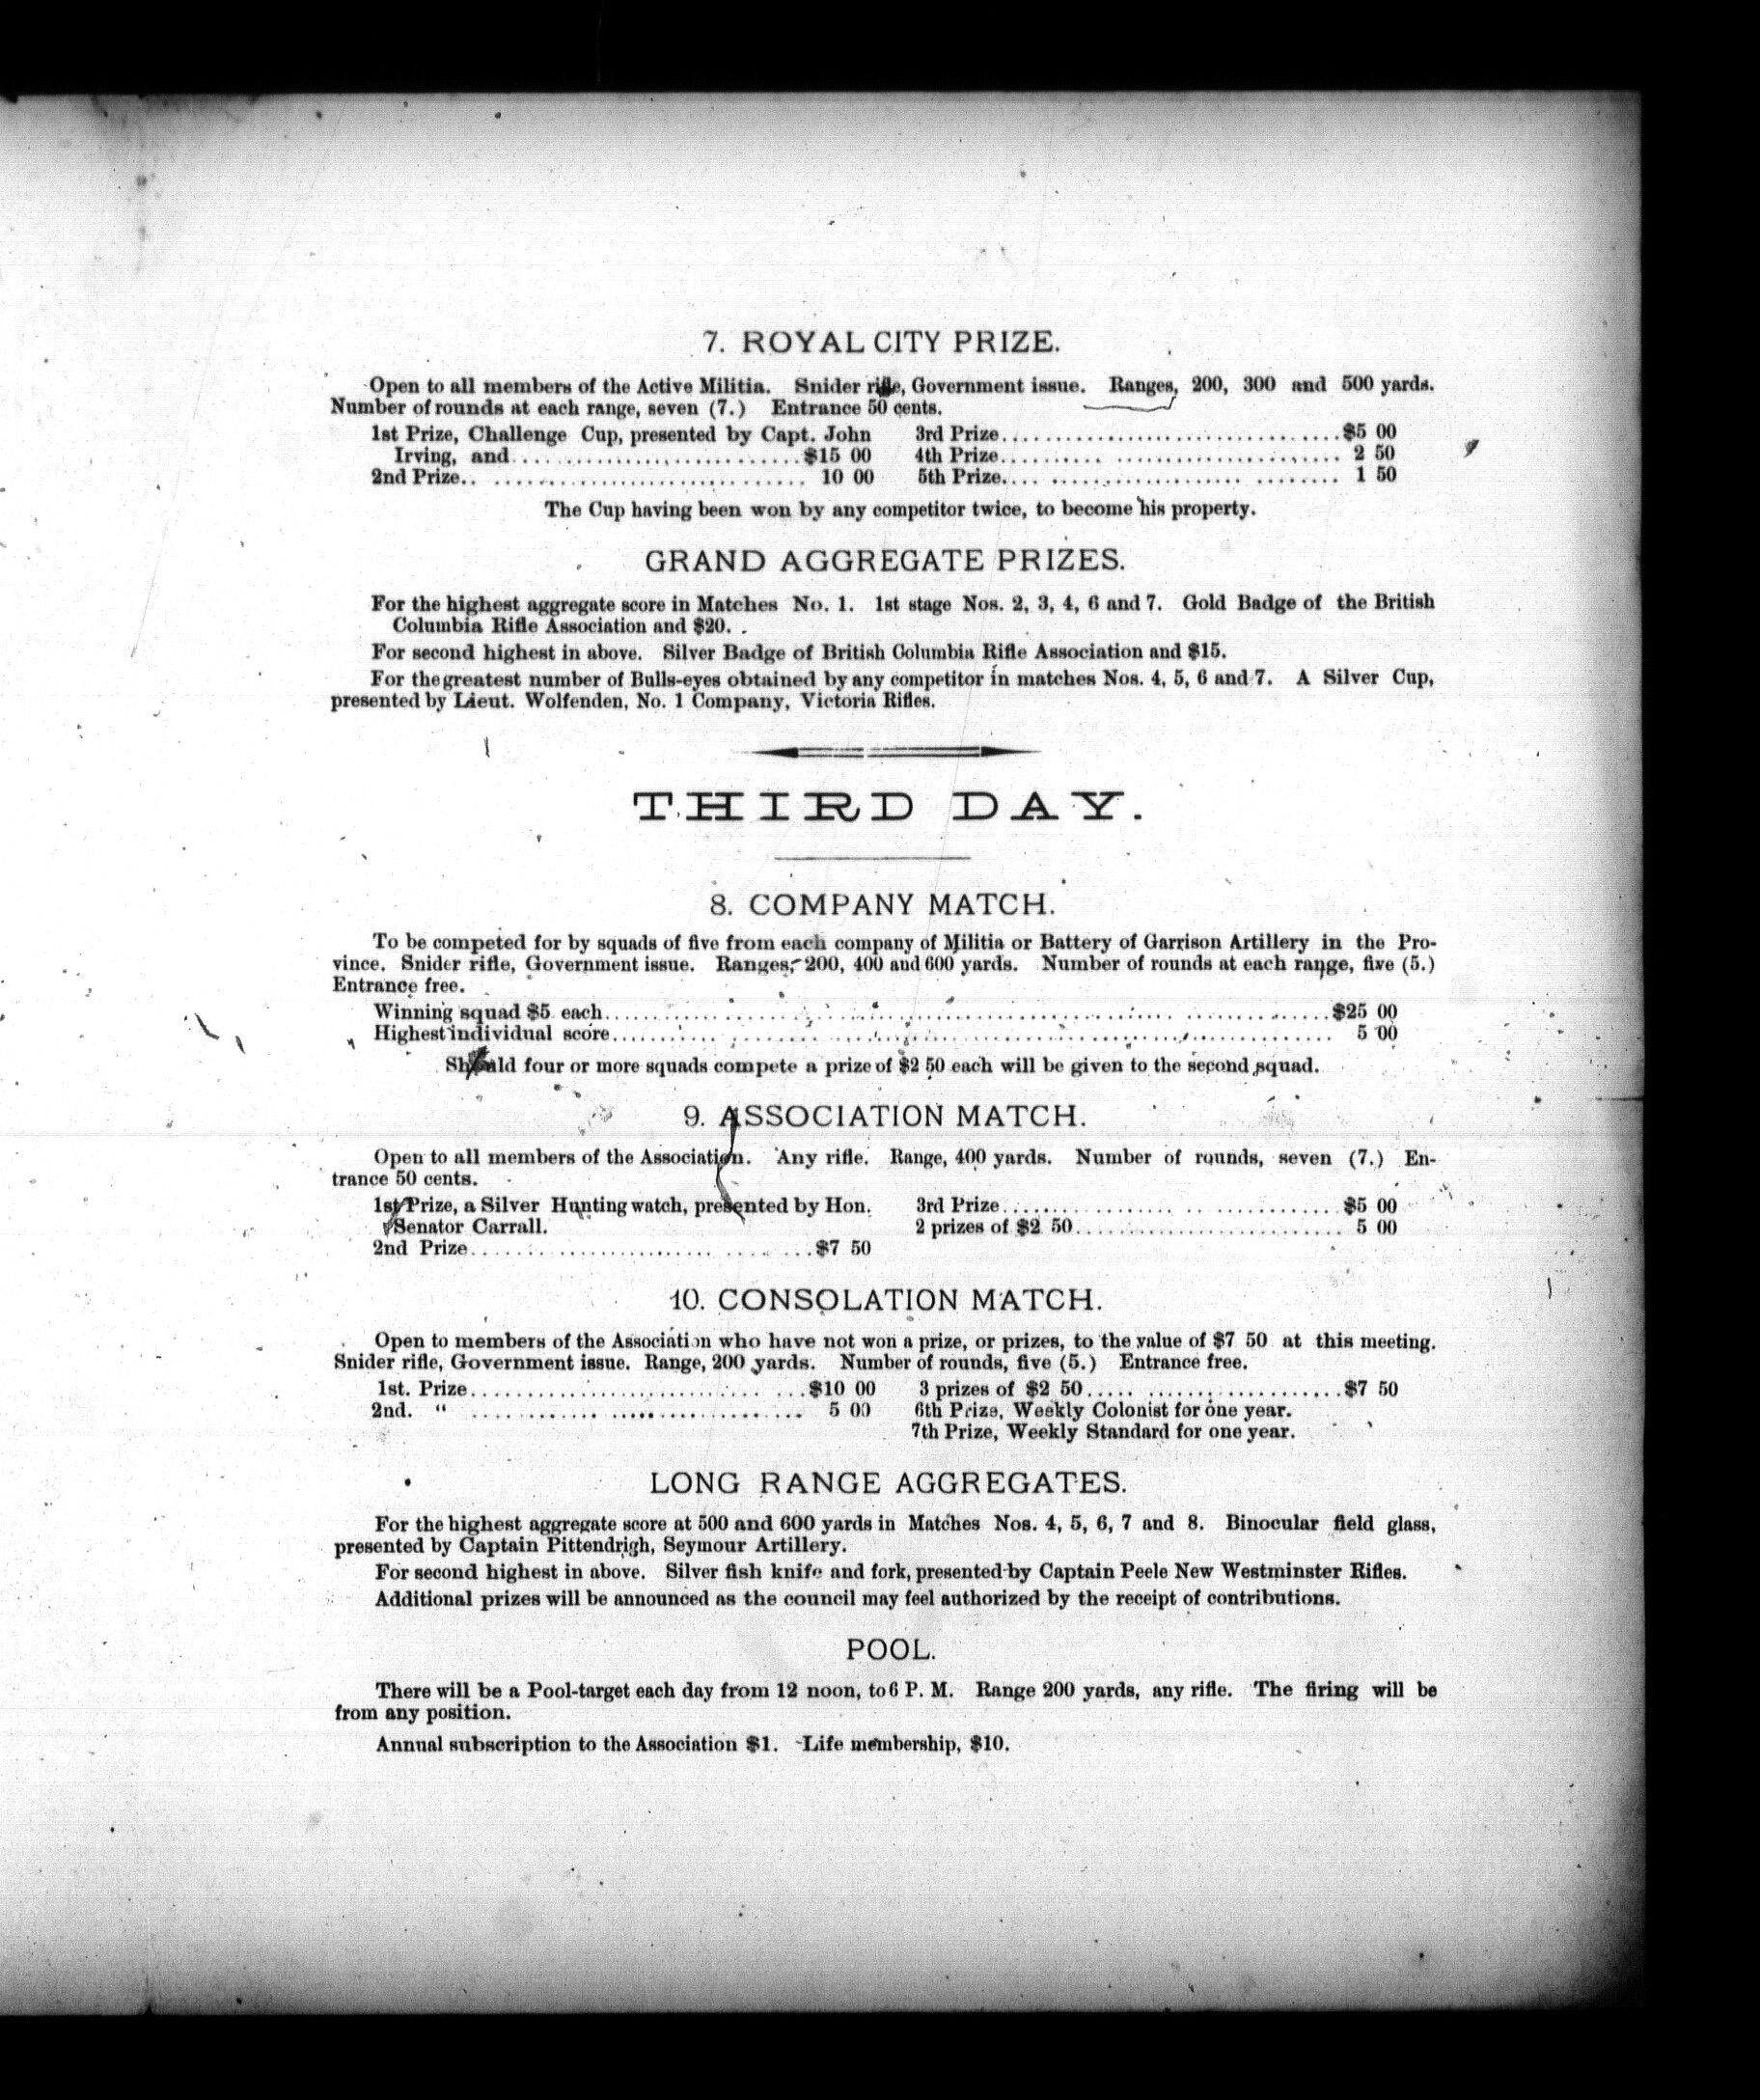 7. ROYAL CITY PRIZE.
Open to all members of the Active Militia. Snider rifle, Government issue. Ranges, 200, 300 and 500 yards.
Number of rounds at each range, seven (7.) Entrance 50 cents.
1st Prize, Challenge Cup, presented by Capt. John
Irving, and............................$15 00
2nd Prize.. .............................. 10 00
3rd Prize..................................$5 00
4th Prize.......... ...................... 2 50
5th Prize.... ................... ........ 1 50
The Cup having been won by any competitor twice, to become his property.
GRAND AGGREGATE PRIZES.
For the highest aggregate score in Matches No. 1. 1st stage Nos. 2, 3, 4, 6 and 7. Gold Badge of the British
Columbia Rifle Association and $20.
For second highest in above. Silver Badge of British Columbia Rifle Association and $15.
For the greatest number of Bulls-eyes obtained by any competitor in matches Nos. 4, 5, 6 and 7. A Silver Cup,
presented by Lieut. Wolfenden, No. 1 Company, Victoria Rifles.
THIRD DAY.
8. COMPANY MATCH.
To be competed for by squads of five from each company of Militia or Battery of Garrison Artillery in the Pro-
vince. Snider rifle, Government issue. Ranges, 200, 400 and 600 yards. Number of rounds at each range, five (5.)
Entrance free.
Winning squad $5 each..................................................................$25 00
Highest individual score................................................................. 5 00
Should four or more squads compete a prize of $2 50 each will be given to the second squad.
9. ASSOCIATION MATCH.
Open to all members of the Association. Any rifle. Range, 400 yards. Number of rounds, seven (7.) En-
trance 50 cents.
1st Prize, a Silver Hunting watch, presented by Hon.
Senator Carrall.
2nd Prize..................................$7 50
3rd Prize..................................$5 00
2 prizes of $2 50.......................... 5 00
10. CONSOLATION MATCH.
Open to members of the Association who have not won a prize, or prizes, to the value of $7 50 at this meeting.
Snider rifle, Government issue. Range, 200 yards. Number of rounds, five (5.) Entrance free.
1st. Prize............................. ...$10 00
2nd. " .................................. 5 00
3 prizes of $2 50..... ...................$7 50
6th Prize, Weekly Colonist for one year.
7th Prize, Weekly Standard for one year.
LONG RANGE AGGREGATES.
For the highest aggregate score at 500 and 600 yards in Matches Nos. 4, 5, 6, 7 and 8. Binocular field glass,
presented by Captain Pittendrigh, Seymour Artillery.
For second highest in above. Silver fish knife and fork, presented by Captain Peele New Westminster Rifles.
Additional prizes will be announced as the council may feel authorized by the receipt of contributions.
POOL.
There will be a Pool-target each day from 12 noon, to 6 P. M. Range 200 yards, any rifle. The firing will be
from any position.
Annual subscription to the Association $1. Life membership, $10.